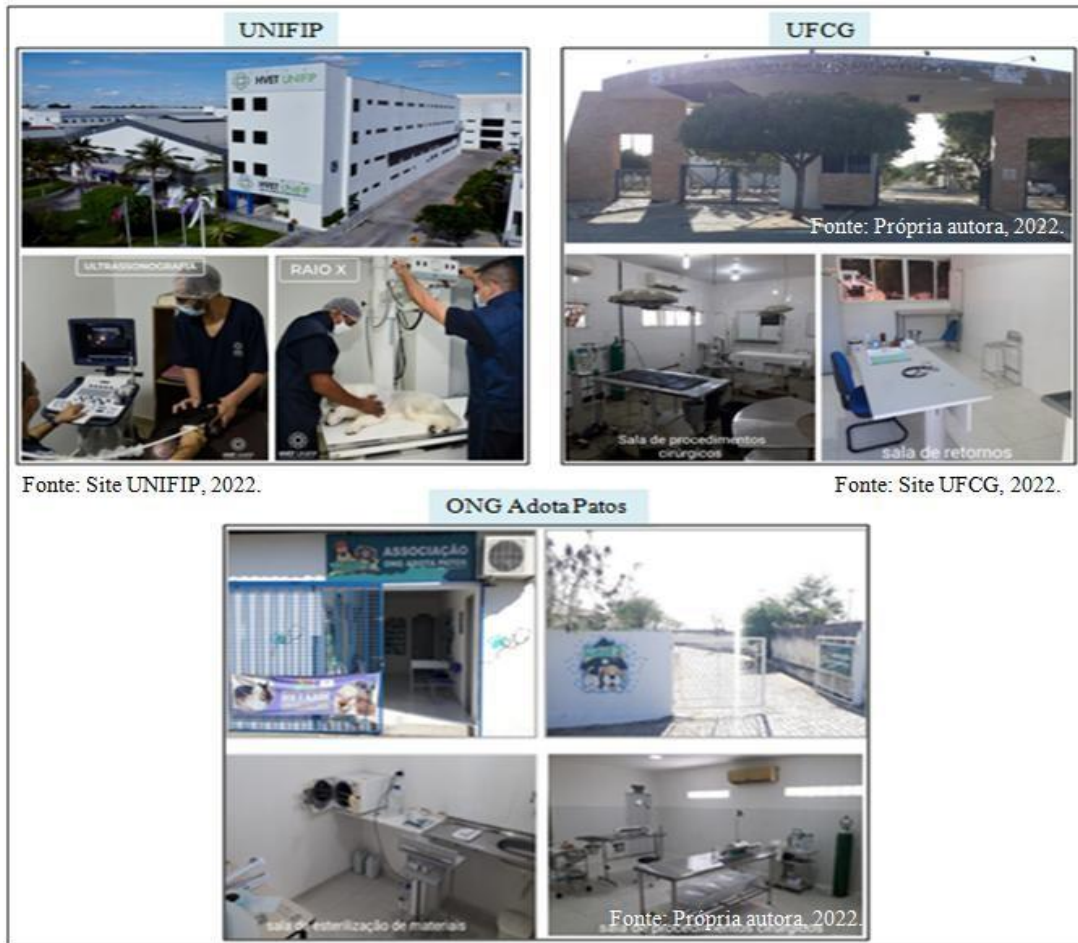 UNIFIP
UFCG
HVET UNIFIP
HVET UNIFIP
Fonte: Própria autora, 2022.
ULTRASSONOGRAFIA
RAIO X
Sala de procedimentos
cirúrgicos
sala de retornos
Fonte: Site UNIFIP, 2022.
Fonte: Site UFCG, 2022.
ONG Adota Patos
ASSOCIAÇÃO
ONG ADOTA PATOS
sala de esterilização de materiais
Fonte: Própria autora, 2022.